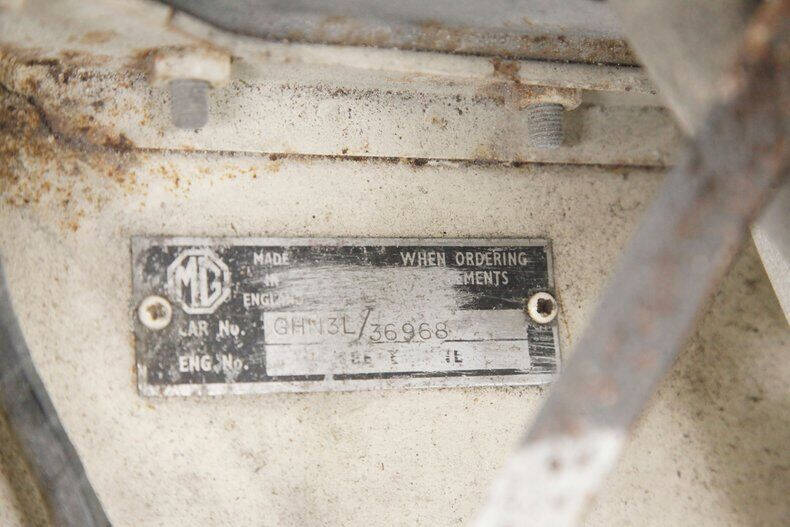 MG
MADE
IN
ENGLAND
WHEN ORDERING
CAR No. GHN3L/36968
ENG. No.